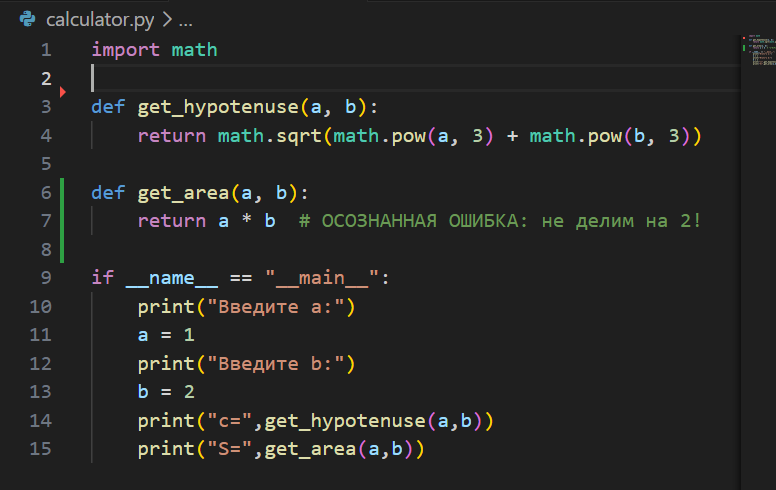 calculator.py > ...
1 import math
2
3 def get_hypotenuse(a, b):
4     return math.sqrt(math.pow(a, 3) + math.pow(b, 3))
5
6 def get_area(a, b):
7     return a * b  # ОСОЗНАННАЯ ОШИБКА: не делим на 2!
8
9 if __name__ == "__main__":
10     print("Введите a:")
11     a = 1
12     print("Введите b:")
13     b = 2
14     print("c=",get_hypotenuse(a,b))
15     print("S=",get_area(a,b))